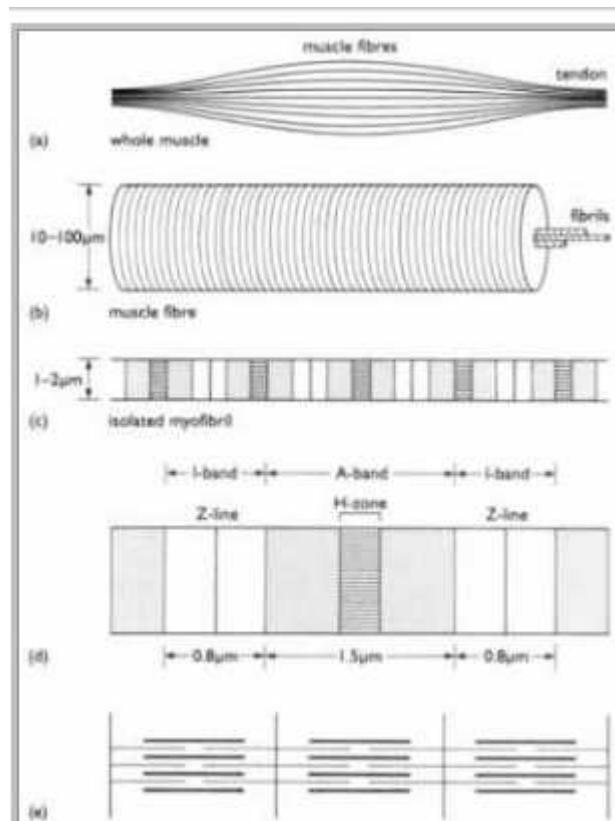 muscle fibres
tendon
(a) whole muscle
10–100μm
fibrils
(b) muscle fibre
1–2μm
(c) isolated myofibril
I-band A-band I-band
H-zone
Z-line Z-line
(d) 0.8μm 1.5μm 0.8μm
(e)